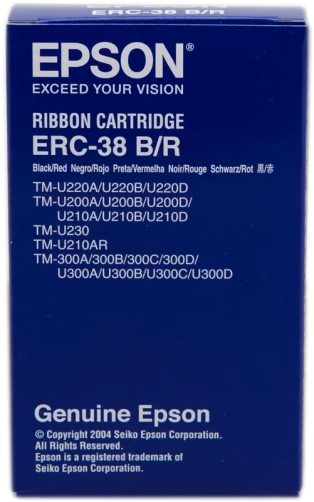 ERC-38 B/R
EPSON®
EXCEED YOUR VISION
RIBBON CARTRIDGE
ERC-38 B/R
Black/Red Negro/Rojo Preta/Vermelha Noir/Rouge Schwarz/Rot 黒/赤
TM-U220A/U220B/U220D
TM-U200A/U200B/U200D/
U210A/U210B/U210D
TM-U230
TM-U210AR
TM-300A/300B/300C/300D/
U300A/U300B/U300C/U300D
Genuine Epson
© Copyright 2004 Seiko Epson Corporation.
All Rights Reserved.
Epson is a registered trademark of
Seiko Epson Corporation.